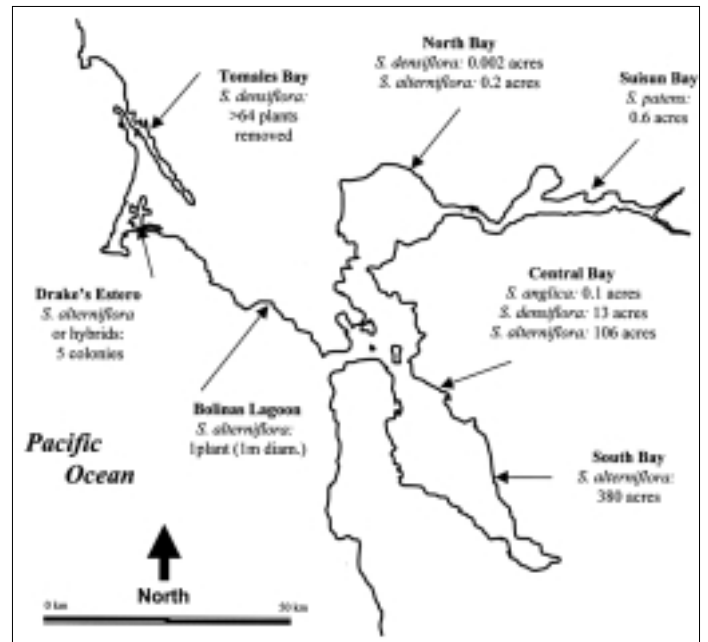 North Bay
S. densiflora: 0.002 acres
S. alterniflora: 0.2 acres
Tomales Bay
S. densiflora:
>64 plants
removed
Suisun Bay
S. patens:
0.6 acres
Drake's Estero
S. alterniflora
or hybrids:
5 colonies
Central Bay
S. anglica: 0.1 acres
S. densiflora: 13 acres
S. alterniflora: 106 acres
Bolinas Lagoon
S. alterniflora:
1plant (1m diam.)
Pacific
Ocean
South Bay
S. alterniflora:
380 acres
North
0 km 50 km